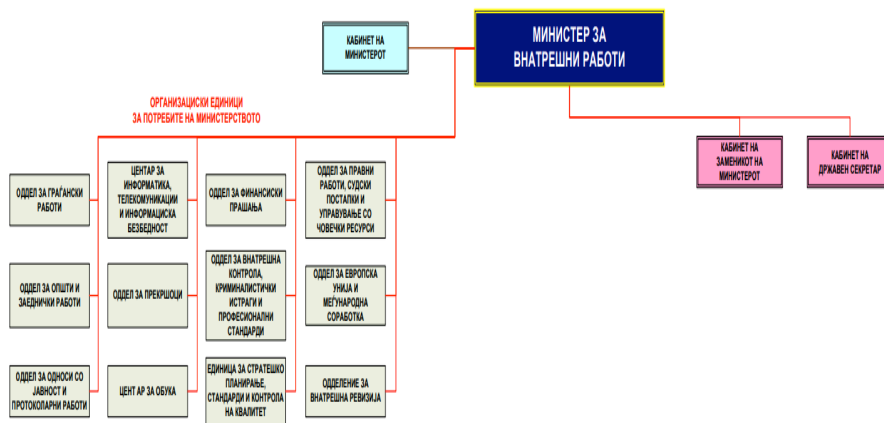 КАБИНЕТ НА
МИНИСТЕРОТ
МИНИСТЕР ЗА
ВНАТРЕШНИ РАБОТИ
ОРГАНИЗАЦИСКИ ЕДИНИЦИ
ЗА ПОТРЕБИТЕ НА МИНИСТЕРСТВОТО
КАБИНЕТ НА
ЗАМЕНИКОТ НА
МИНИСТЕРОТ
КАБИНЕТ НА
ДРЖАВЕН СЕКРЕТАР
ОДДЕЛ ЗА ГРАЃАНСКИ
РАБОТИ
ЦЕНТАР ЗА
ИНФОРМАТИКА,
ТЕЛЕКОМУНИКАЦИИ
И ИНФОРМАЦИСКА
БЕЗБЕДНОСТ
ОДДЕЛ ЗА ФИНАНСИСКИ
ПРАШАЊА
ОДДЕЛ ЗА ПРАВНИ
РАБОТИ, СУДСКИ
ПОСТАПКИ И
УПРАВУВАЊЕ СО
ЧОВЕЧКИ РЕСУРСИ
ОДДЕЛ ЗА ОПШТИ И
ЗАЕДНИЧКИ РАБОТИ
ОДДЕЛ ЗА ПРЕКРШОЦИ
ОДДЕЛ ЗА ВНАТРЕШНА
КОНТРОЛА,
КРИМИНАЛИСТИЧКИ
ИСТРАГИ И
ПРОФЕСИОНАЛНИ
СТАНДАРДИ
ОДДЕЛ ЗА ЕВРОПСКА
УНИЈА И
МЕЃУНАРОДНА
СОРАБОТКА
ОДДЕЛ ЗА ОДНОСИ СО
ЈАВНОСТ И
ПРОТОКОЛАРНИ РАБОТИ
ЦЕНТ АР ЗА ОБУКА
ЕДИНИЦА ЗА СТРАТЕШКО
ПЛАНИРАЊЕ,
СТАНДАРДИ И КОНТРОЛА
НА КВАЛИТЕТ
ОДДЕЛЕНИЕ ЗА
ВНАТРЕШНА РЕВИЗИЈА